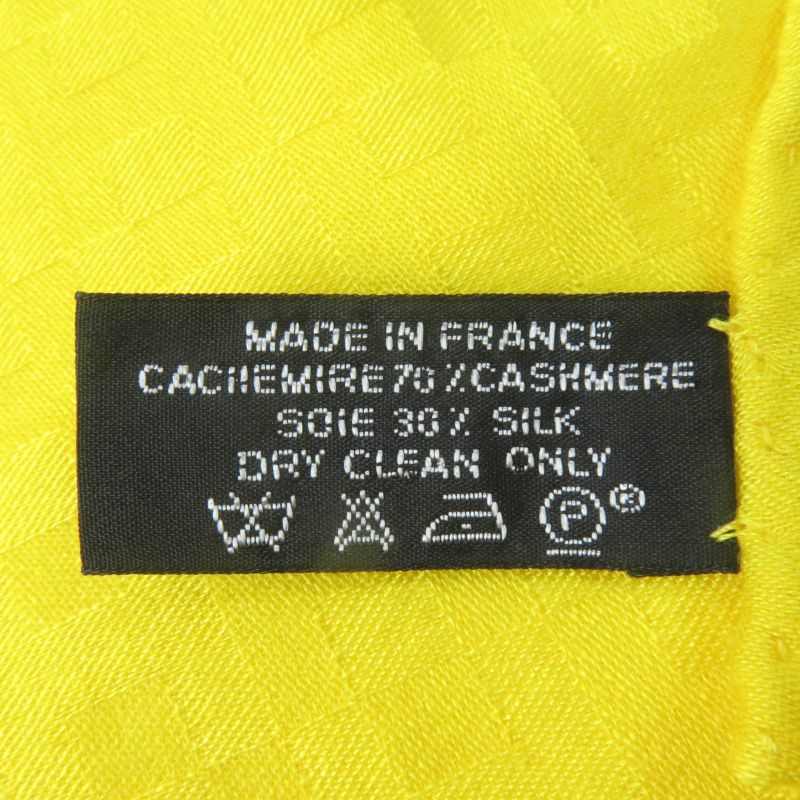 MADE IN FRANCE
CACHEMIRE 70 % CASHMERE
SOIE 30 % SILK
DRY CLEAN ONLY
P ®